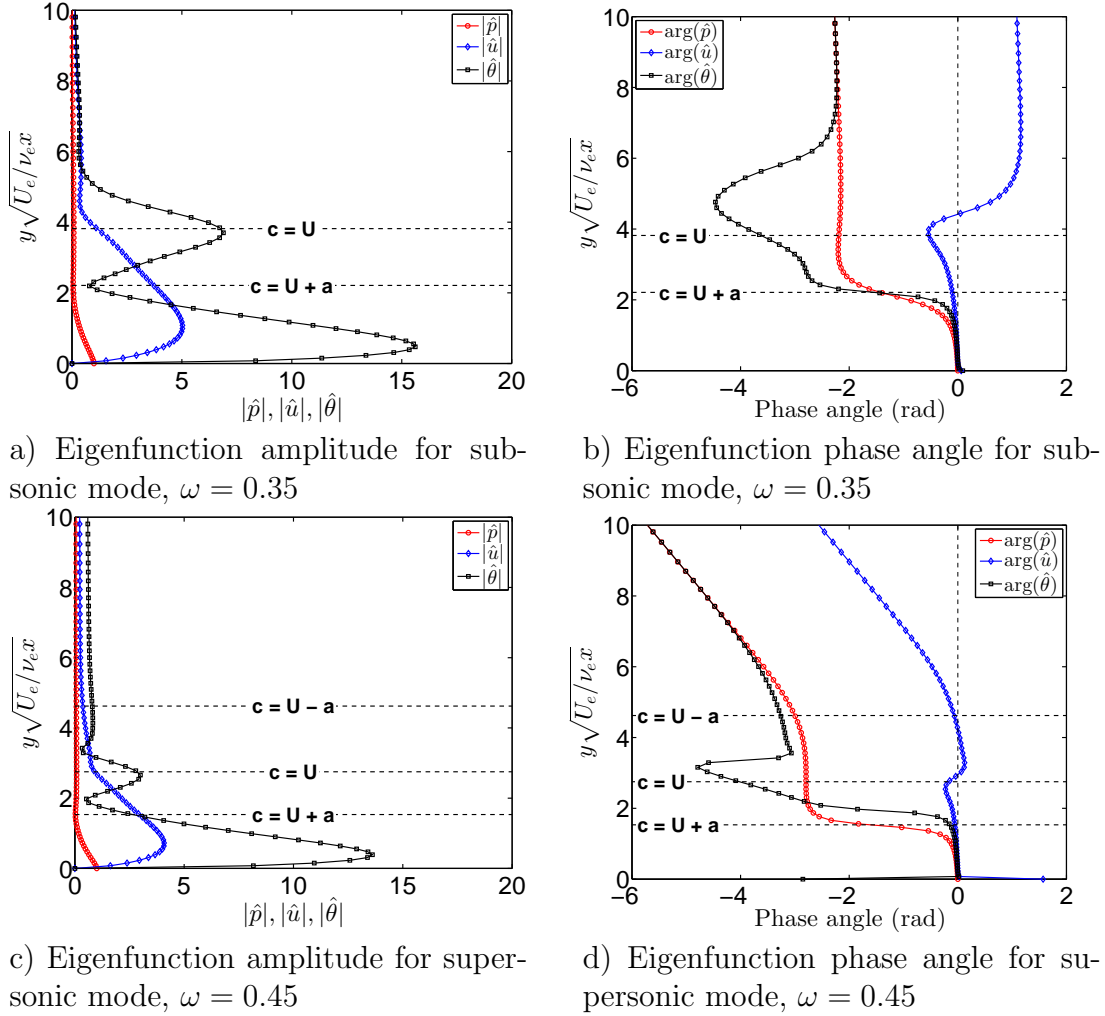 10
8
6
4
2
0
y√U_e/ν_e x
|p̂|
|û|
|θ̂|
c = U
c = U + a
0 5 10 15 20
|p̂|, |û|, |θ̂|
a) Eigenfunction amplitude for sub-
sonic mode, ω = 0.35
10
8
6
4
2
0
y√U_e/ν_e x
arg(p̂)
arg(û)
arg(θ̂)
c = U
c = U + a
−6 −4 −2 0 2
Phase angle (rad)
b) Eigenfunction phase angle for sub-
sonic mode, ω = 0.35
10
8
6
4
2
0
y√U_e/ν_e x
|p̂|
|û|
|θ̂|
c = U − a
c = U
c = U + a
0 5 10 15 20
|p̂|, |û|, |θ̂|
c) Eigenfunction amplitude for super-
sonic mode, ω = 0.45
10
8
6
4
2
0
y√U_e/ν_e x
arg(p̂)
arg(û)
arg(θ̂)
c = U − a
c = U
c = U + a
−6 −4 −2 0 2
Phase angle (rad)
d) Eigenfunction phase angle for su-
personic mode, ω = 0.45